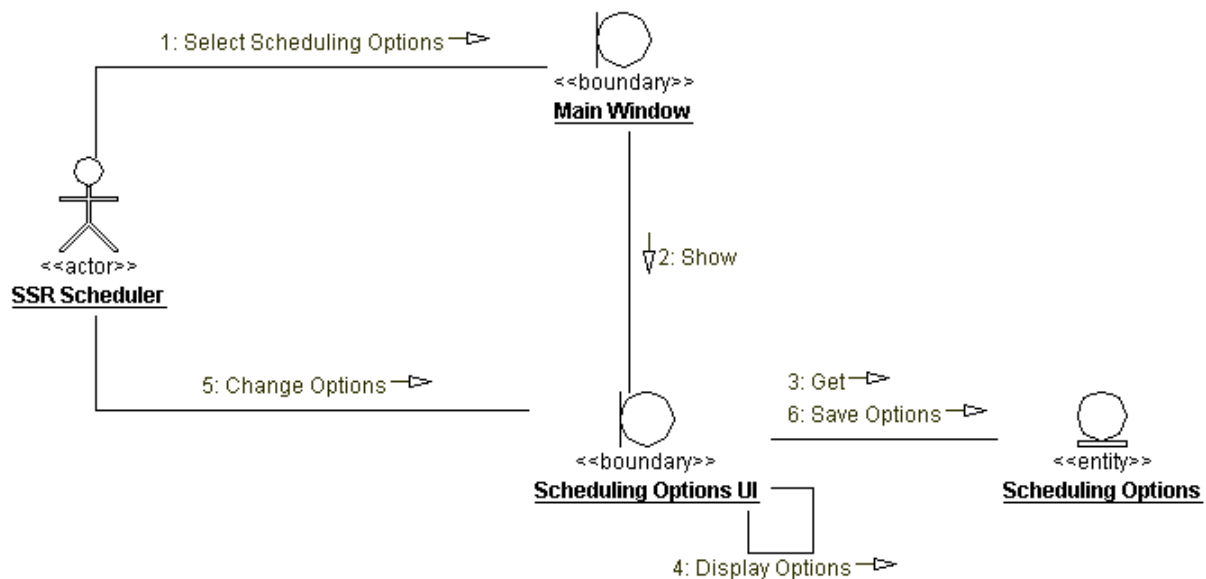 1: Select Scheduling Options
<<boundary>>
Main Window
<<actor>>
SSR Scheduler
2: Show
5: Change Options
3: Get
6: Save Options
<<boundary>>
Scheduling Options UI
<<entity>>
Scheduling Options
4: Display Options